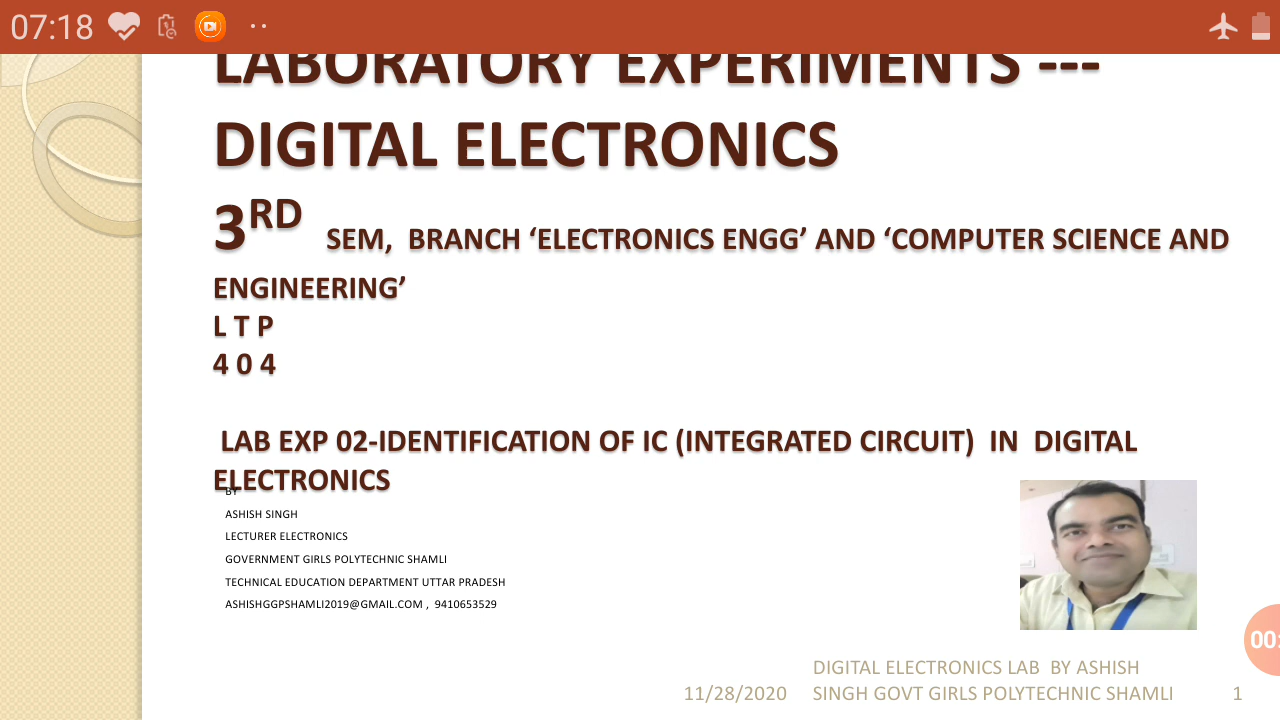 07:18
LABORATORY EXPERIMENTS ---
DIGITAL ELECTRONICS
3RD SEM, BRANCH ‘ELECTRONICS ENGG’ AND ‘COMPUTER SCIENCE AND
ENGINEERING’
L T P
4 0 4
LAB EXP 02-IDENTIFICATION OF IC (INTEGRATED CIRCUIT) IN DIGITAL
ELECTRONICS
BY
ASHISH SINGH
LECTURER ELECTRONICS
GOVERNMENT GIRLS POLYTECHNIC SHAMLI
TECHNICAL EDUCATION DEPARTMENT UTTAR PRADESH
ASHISHGGPSHAMLI2019@GMAIL.COM , 9410653529
00:
DIGITAL ELECTRONICS LAB BY ASHISH
11/28/2020 SINGH GOVT GIRLS POLYTECHNIC SHAMLI 1